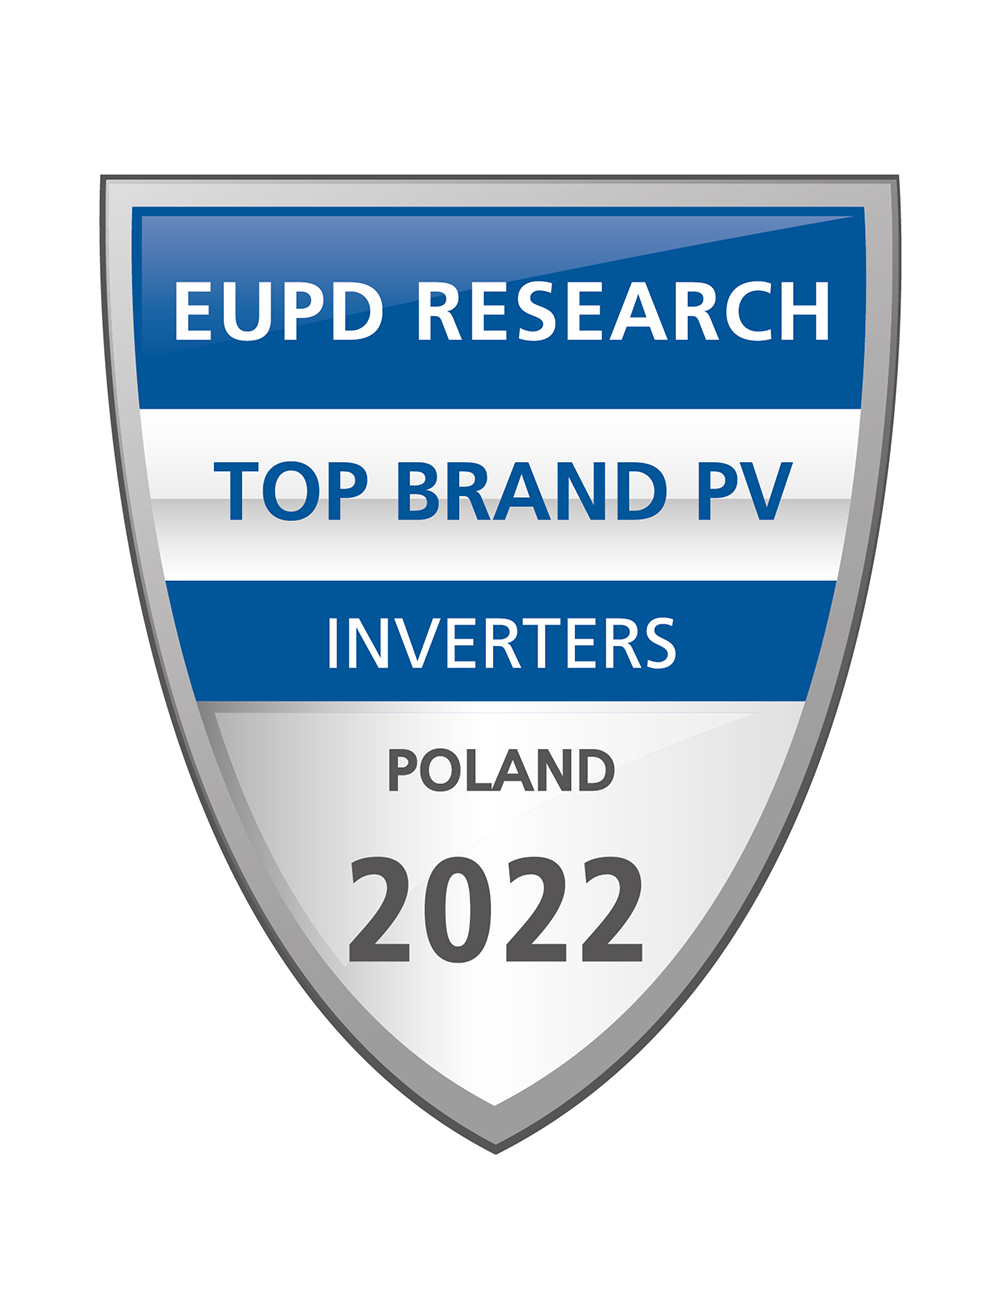 EUPD RESEARCH
TOP BRAND PV
INVERTERS
POLAND
2022